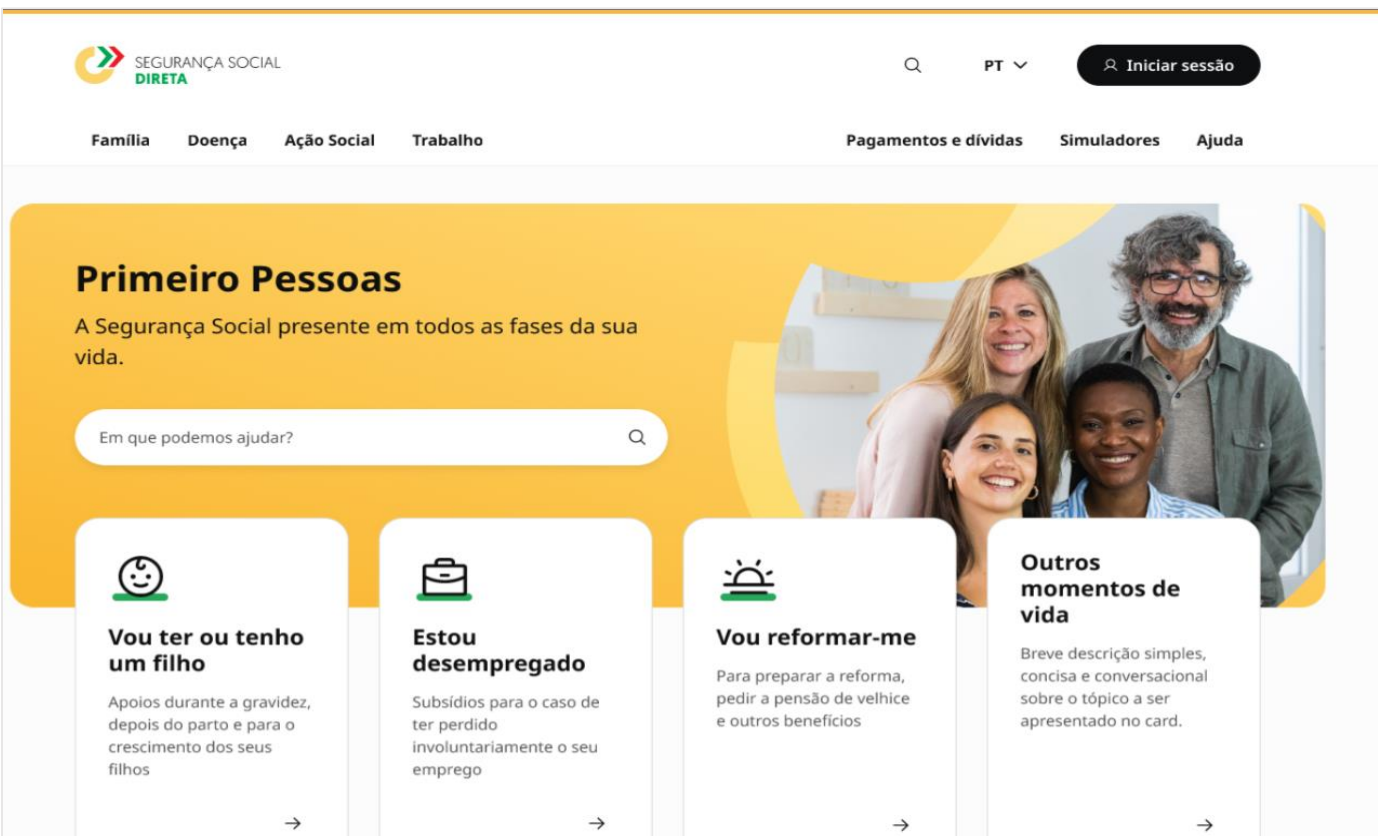 SEGURANÇA SOCIAL
DIRETA
PT
Iniciar sessão
Família Doença Ação Social Trabalho Pagamentos e dívidas Simuladores Ajuda
Primeiro Pessoas
A Segurança Social presente em todos as fases da sua
vida.
Em que podemos ajudar?
Vou ter ou tenho
um filho
Apoios durante a gravidez,
depois do parto e para o
crescimento dos seus
filhos
Estou
desempregado
Subsídios para o caso de
ter perdido
involuntariamente o seu
emprego
Vou reformar-me
Para preparar a reforma,
pedir a pensão de velhice
e outros benefícios
Outros
momentos de
vida
Breve descrição simples,
concisa e conversacional
sobre o tópico a ser
apresentado no card.